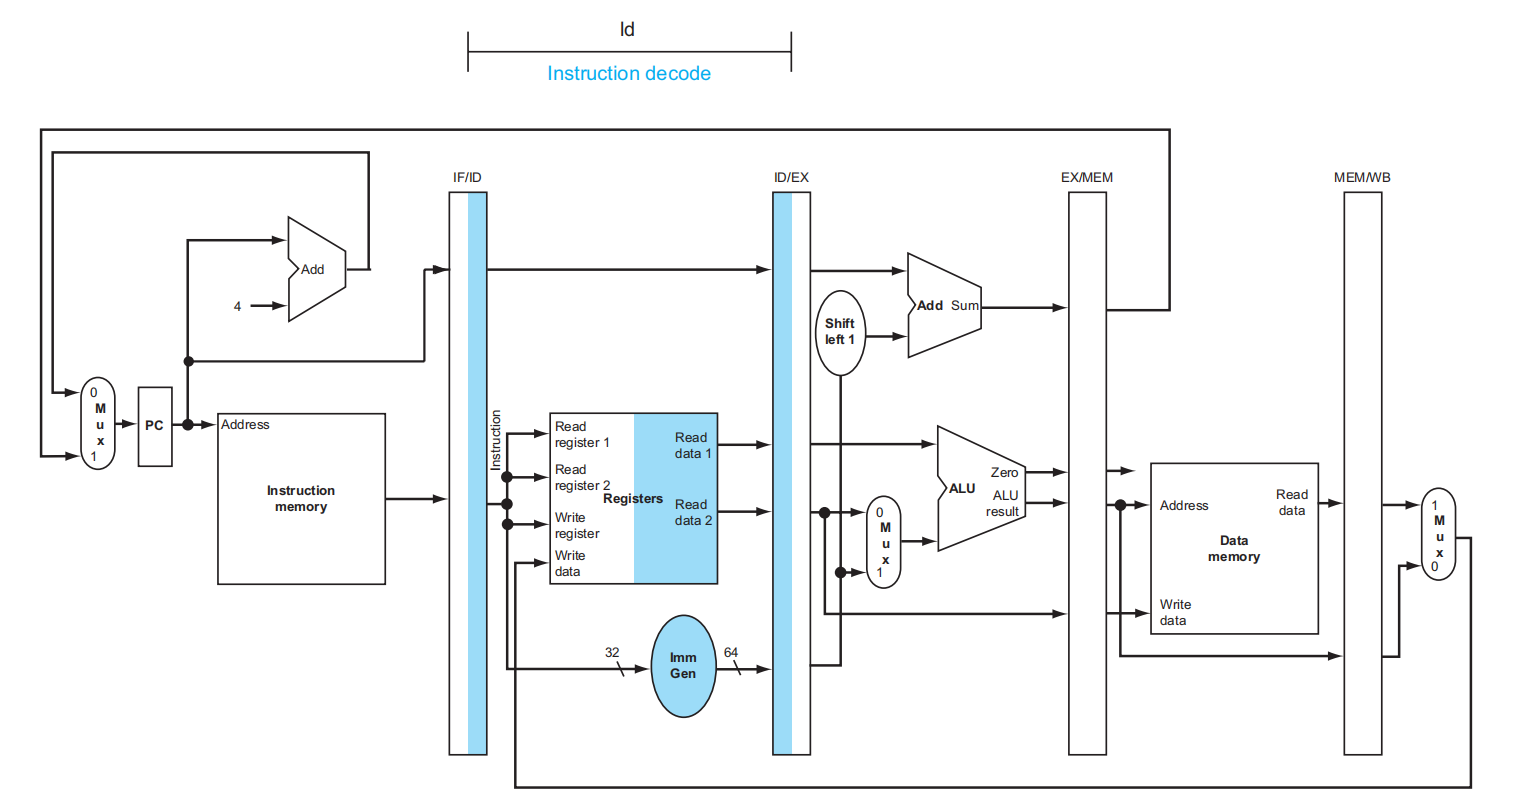 ld
Instruction decode
IF/ID
ID/EX
EX/MEM
MEM/WB
Add
4
Add Sum
Shift
left 1
0
M
u
x
1
PC
Address
Instruction
memory
Instruction
Read
register 1
Read
register 2
Write
register
Write
data
Registers
Read
data 1
Read
data 2
32
Imm
Gen
64
0
M
u
x
1
Zero
ALU
ALU
result
Address
Read
data
Data
memory
Write
data
1
M
u
x
0